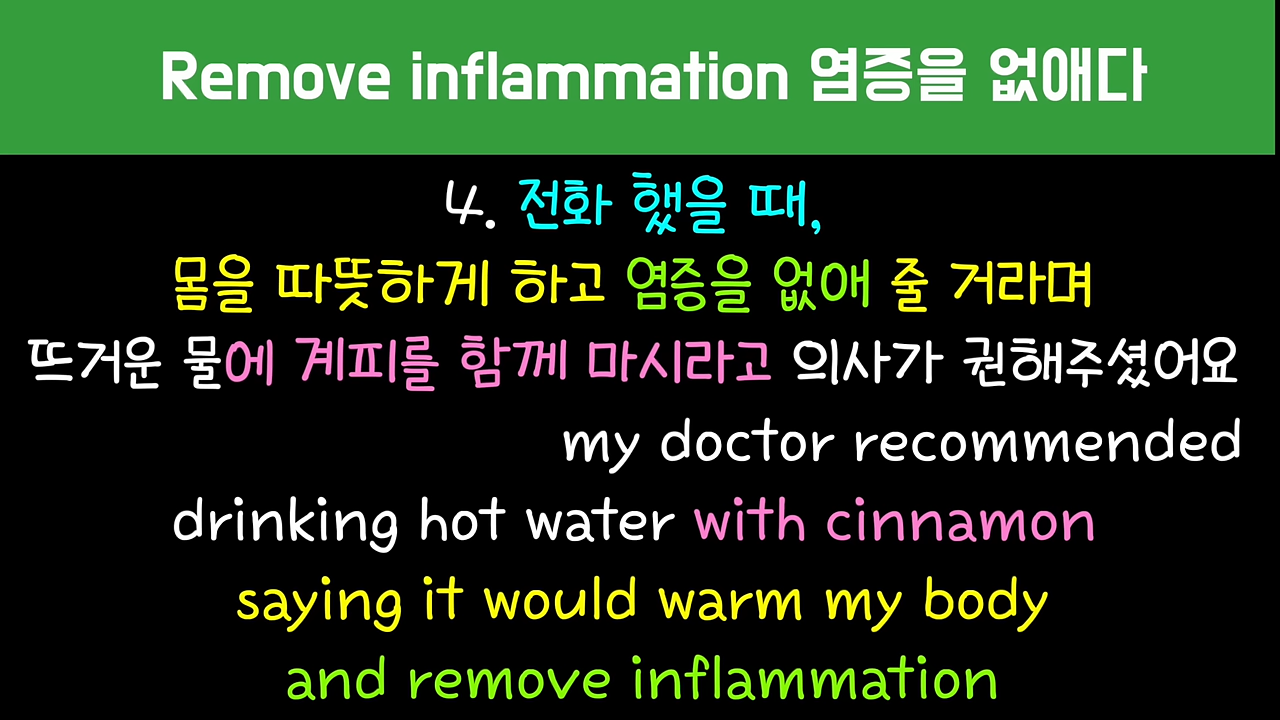 Remove inflammation 염증을 없애다
4. 전화 했을 때,
몸을 따뜻하게 하고 염증을 없애 줄 거라며
뜨거운 물에 계피를 함께 마시라고 의사가 권해주셨어요
my doctor recommended
drinking hot water with cinnamon
saying it would warm my body
and remove inflammation